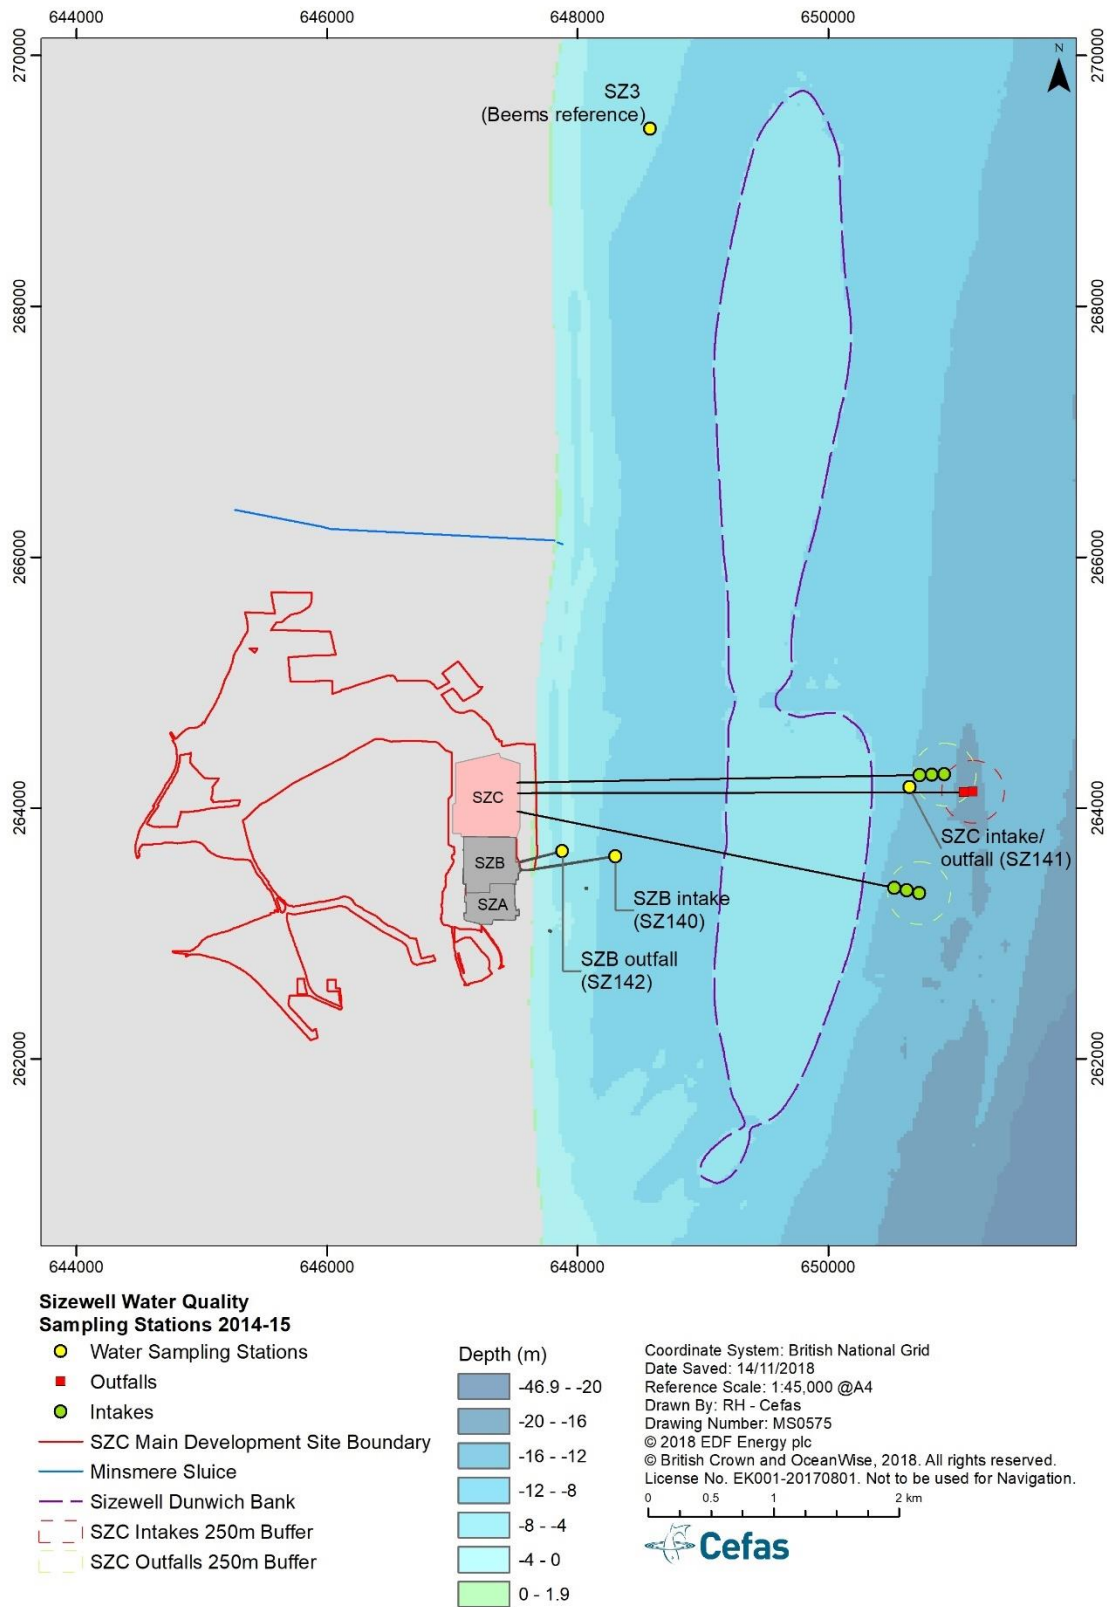 644000 646000 648000 650000
270000 270000
N
SZ3
(Beems reference)
268000 268000
266000 266000
264000 264000
SZC
SZB
SZA
SZC intake/
outfall (SZ141)
SZB intake
(SZ140)
SZB outfall
(SZ142)
262000 262000
644000 646000 648000 650000
Sizewell Water Quality
Sampling Stations 2014-15
Water Sampling Stations
Outfalls
Intakes
SZC Main Development Site Boundary
Minsmere Sluice
Sizewell Dunwich Bank
SZC Intakes 250m Buffer
SZC Outfalls 250m Buffer
Depth (m)
-46.9 - -20
-20 - -16
-16 - -12
-12 - -8
-8 - -4
-4 - 0
0 - 1.9
Coordinate System: British National Grid
Date Saved: 14/11/2018
Reference Scale: 1:45,000 @A4
Drawn By: RH - Cefas
Drawing Number: MS0575
© 2018 EDF Energy plc
© British Crown and OceanWise, 2018. All rights reserved.
License No. EK001-20170801. Not to be used for Navigation.
0 0.5 1 2 km
Cefas